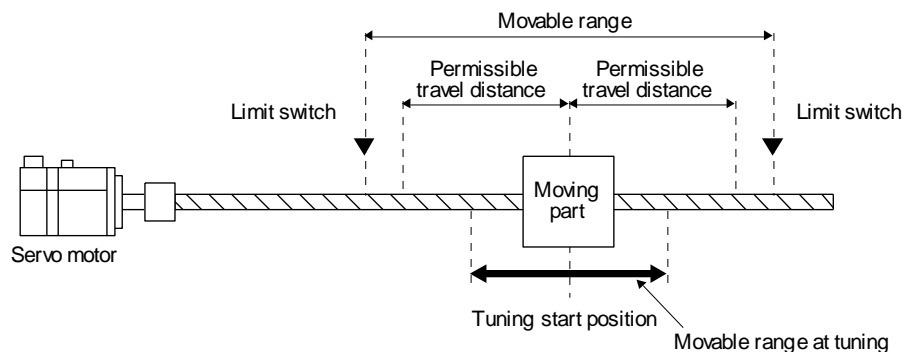 Movable range
Permissible
travel distance
Permissible
travel distance
Limit switch
Limit switch
Moving
part
Servo motor
Tuning start position
Movable range at tuning